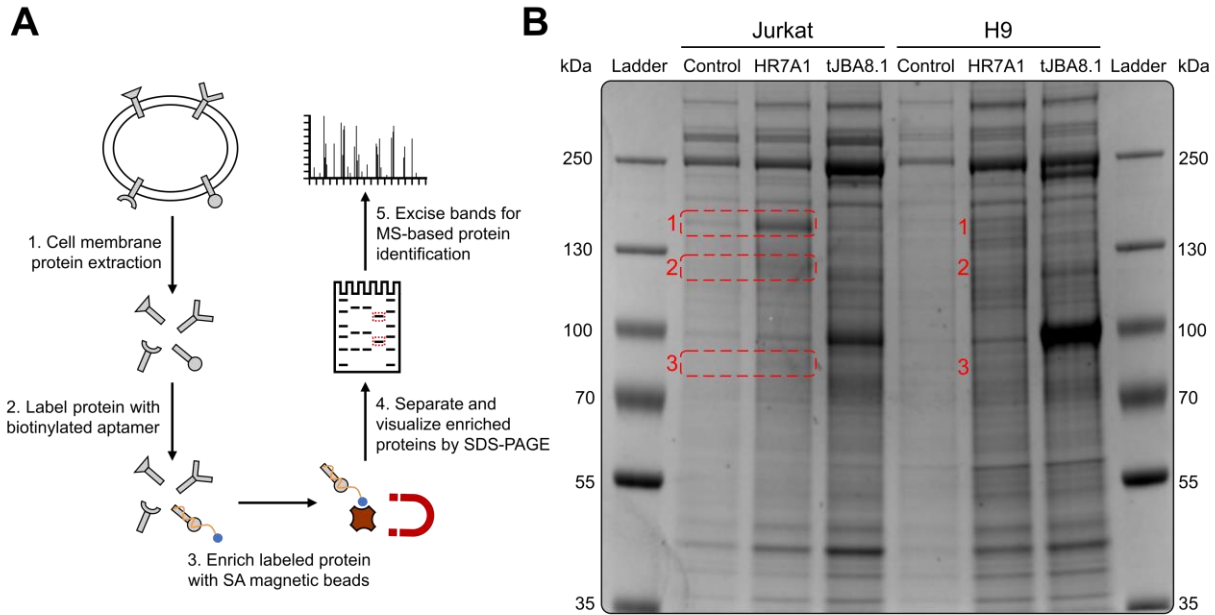 A
1. Cell membrane
protein extraction
2. Label protein with
biotinylated aptamer
3. Enrich labeled protein
with SA magnetic beads
4. Separate and
visualize enriched
proteins by SDS-PAGE
5. Excise bands for
MS-based protein
identification
B
Jurkat H9
kDa Ladder Control HR7A1 tJBA8.1 Control HR7A1 tJBA8.1 Ladder kDa
250 250
1 1
130 130
2 2
100 100
3 3
70 70
55 55
35 35